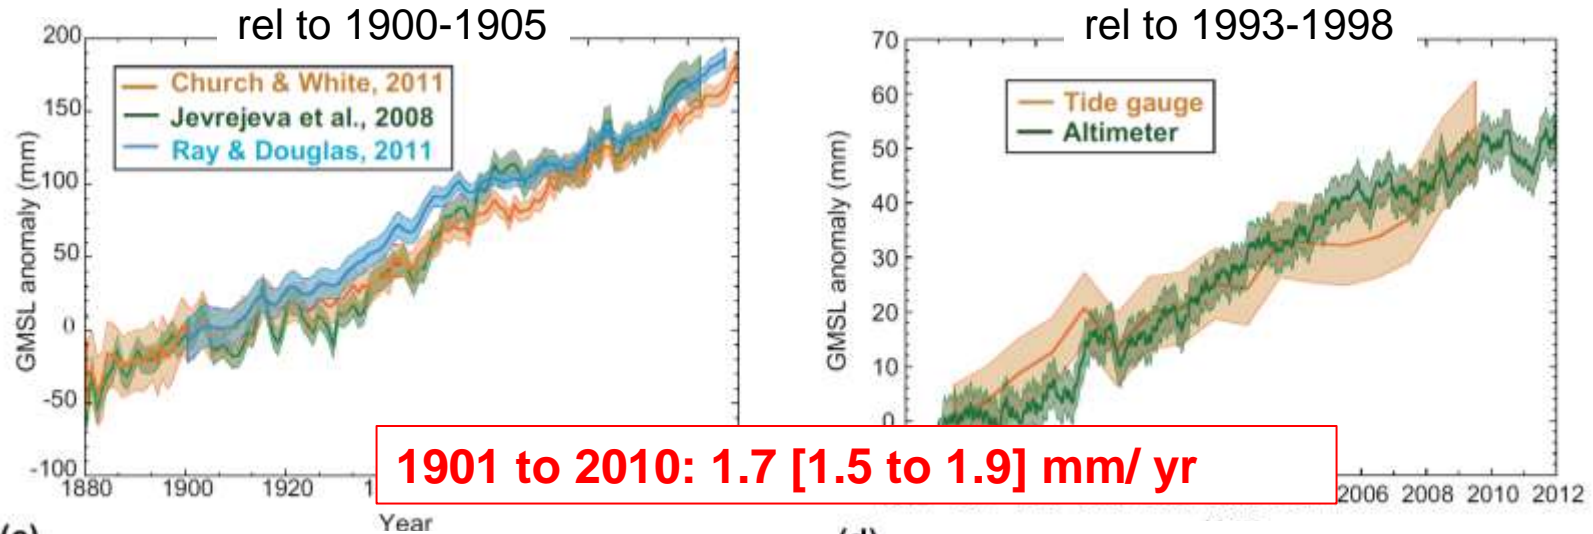 rel to 1900-1905
200
150
100
50
0
-50
-100
GMSL anomaly (mm)
Church & White, 2011
Jevrejeva et al., 2008
Ray & Douglas, 2011
1880 1900 1920 1
Year
rel to 1993-1998
70
60
50
40
30
20
10
0
GMSL anomaly (mm)
Tide gauge
Altimeter
2006 2008 2010 2012
1901 to 2010: 1.7 [1.5 to 1.9] mm/ yr